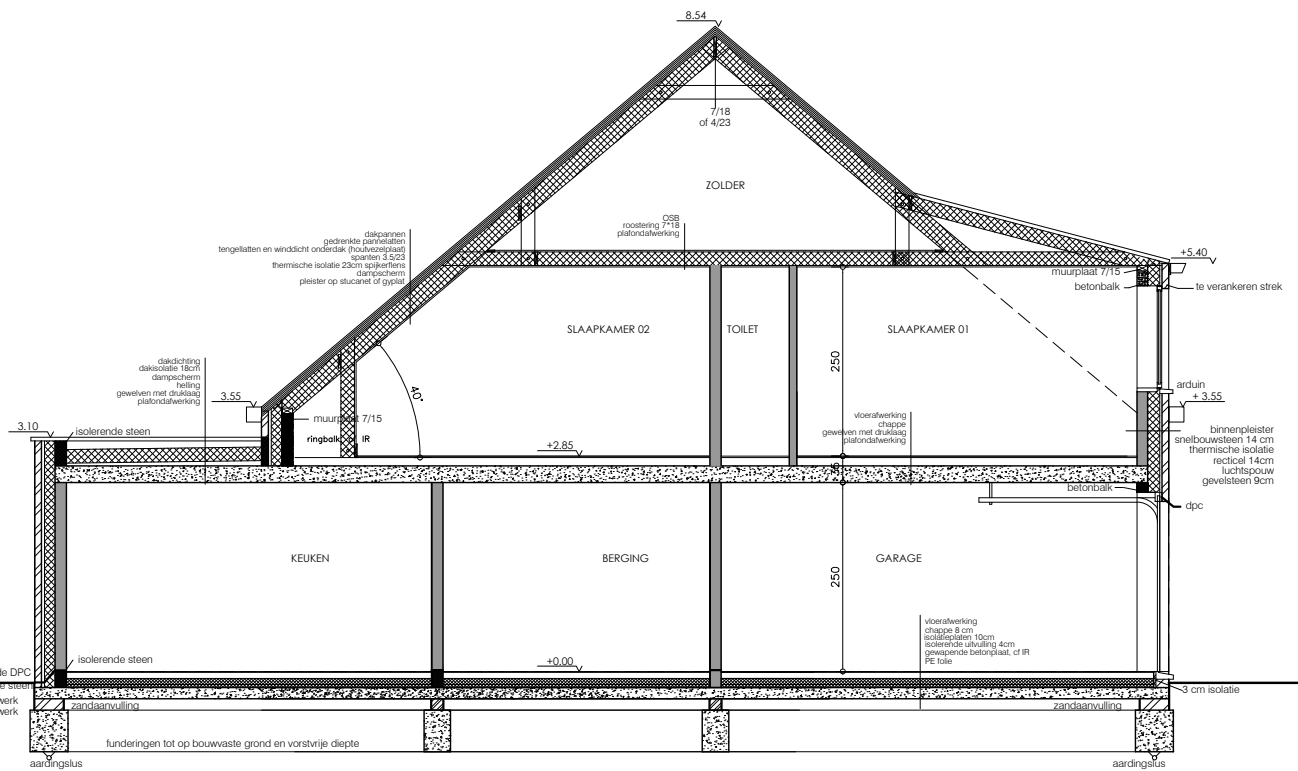 8.54
7/18
of 4/23
ZOLDER
OSB
roostering 7*18
plafondafwerking
dakpannen
gedrenkte pannelatten
tengellatten en winddicht onderdak (houtvezelplaat)
spanten 3.5/23
thermische isolatie 23cm spijkerflens
dampscherm
pleister op stucanet of gyplat
+5.40
muurplaat 7/15
betonbalk
te verankeren strek
SLAAPKAMER 02
TOILET
SLAAPKAMER 01
250
40°
dakdichting
dakisolatie 18cm
dampscherm
helling
gewelven met druklaag
plafondafwerking
3.55
muurplaat 7/15
arduin
+ 3.55
3.10
isolerende steen
ringbalk
IR
+2.85
vloerafwerking
chappe
gewelven met druklaag
plafondafwerking
binnenpleister
snelbouwsteen 14 cm
thermische isolatie
recticel 14cm
luchtspouw
gevelsteen 9cm
35
betonbalk
dpc
KEUKEN
BERGING
GARAGE
250
vloerafwerking
chappe 8 cm
isolatieplaten 10cm
isolerende uitvulling 4cm
gewapende betonplaat, cf IR
PE folie
isolerende steen
+0.00
de DPC
e steen
werk
werk
3 cm isolatie
zandaanvulling
zandaanvulling
funderingen tot op bouwvaste grond en vorstvrije diepte
aardingslus
aardingslus